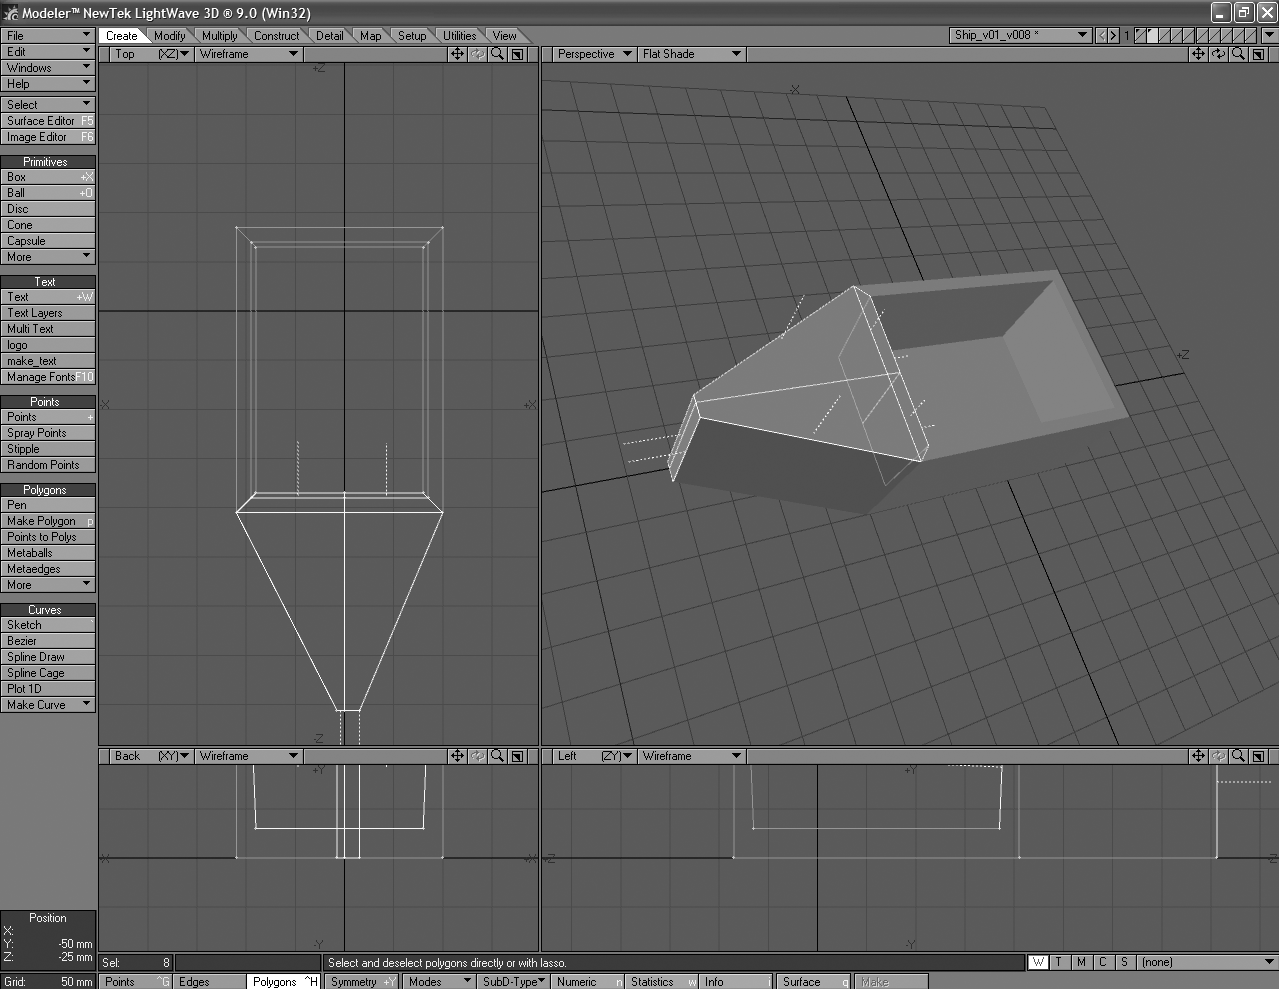 Modeler™ NewTek LightWave 3D ® 9.0 (Win32)
File
Edit
Windows
Help
Select
Surface Editor F5
Image Editor F6
Primitives
Box +X
Ball +O
Disc
Cone
Capsule
More
Text
Text +W
Text Layers
Multi Text
logo
make_text
Manage Fonts F10
Points
Points +
Spray Points
Stipple
Random Points
Polygons
Pen
Make Polygon p
Points to Polys
Metaballs
Metaedges
More
Curves
Sketch `
Bezier
Spline Draw
Spline Cage
Plot 1D
Make Curve
Create Modify Multiply Construct Detail Map Setup Utilities View
Ship_v01_v008 * 1
Top (XZ) Wireframe
+Z
-X +X
-Z
Perspective Flat Shade
-X
+Z
Back (XY) Wireframe
+Y
-X +X
-Y
Left (ZY) Wireframe
+Y
+Z -Z
-Y
Position
X:
Y: -50 mm
Z: -25 mm
Grid: 50 mm
Sel: 8
Select and deselect polygons directly or with lasso.
W T M C S (none)
Points ^G Edges Polygons ^H Symmetry +Y Modes SubD-Type Numeric n Statistics w Info i Surface q Make